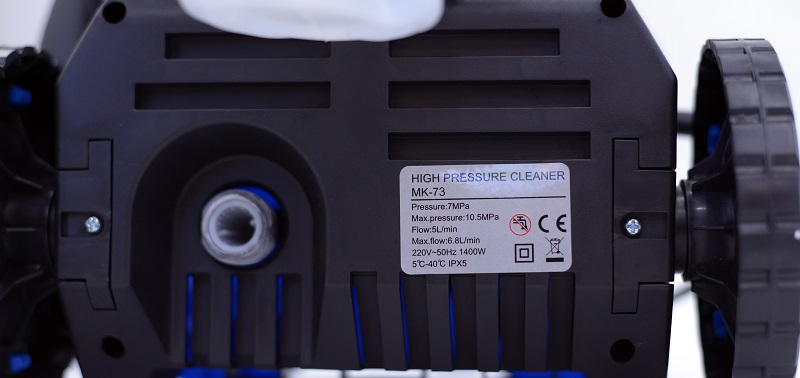 HIGH PRESSURE CLEANER
MK-73
Pressure:7MPa
Max.pressure:10.5MPa
Flow:5L/min
Max.flow:6.8L/min
220V~50Hz 1400W
5℃-40℃ IPX5
CE